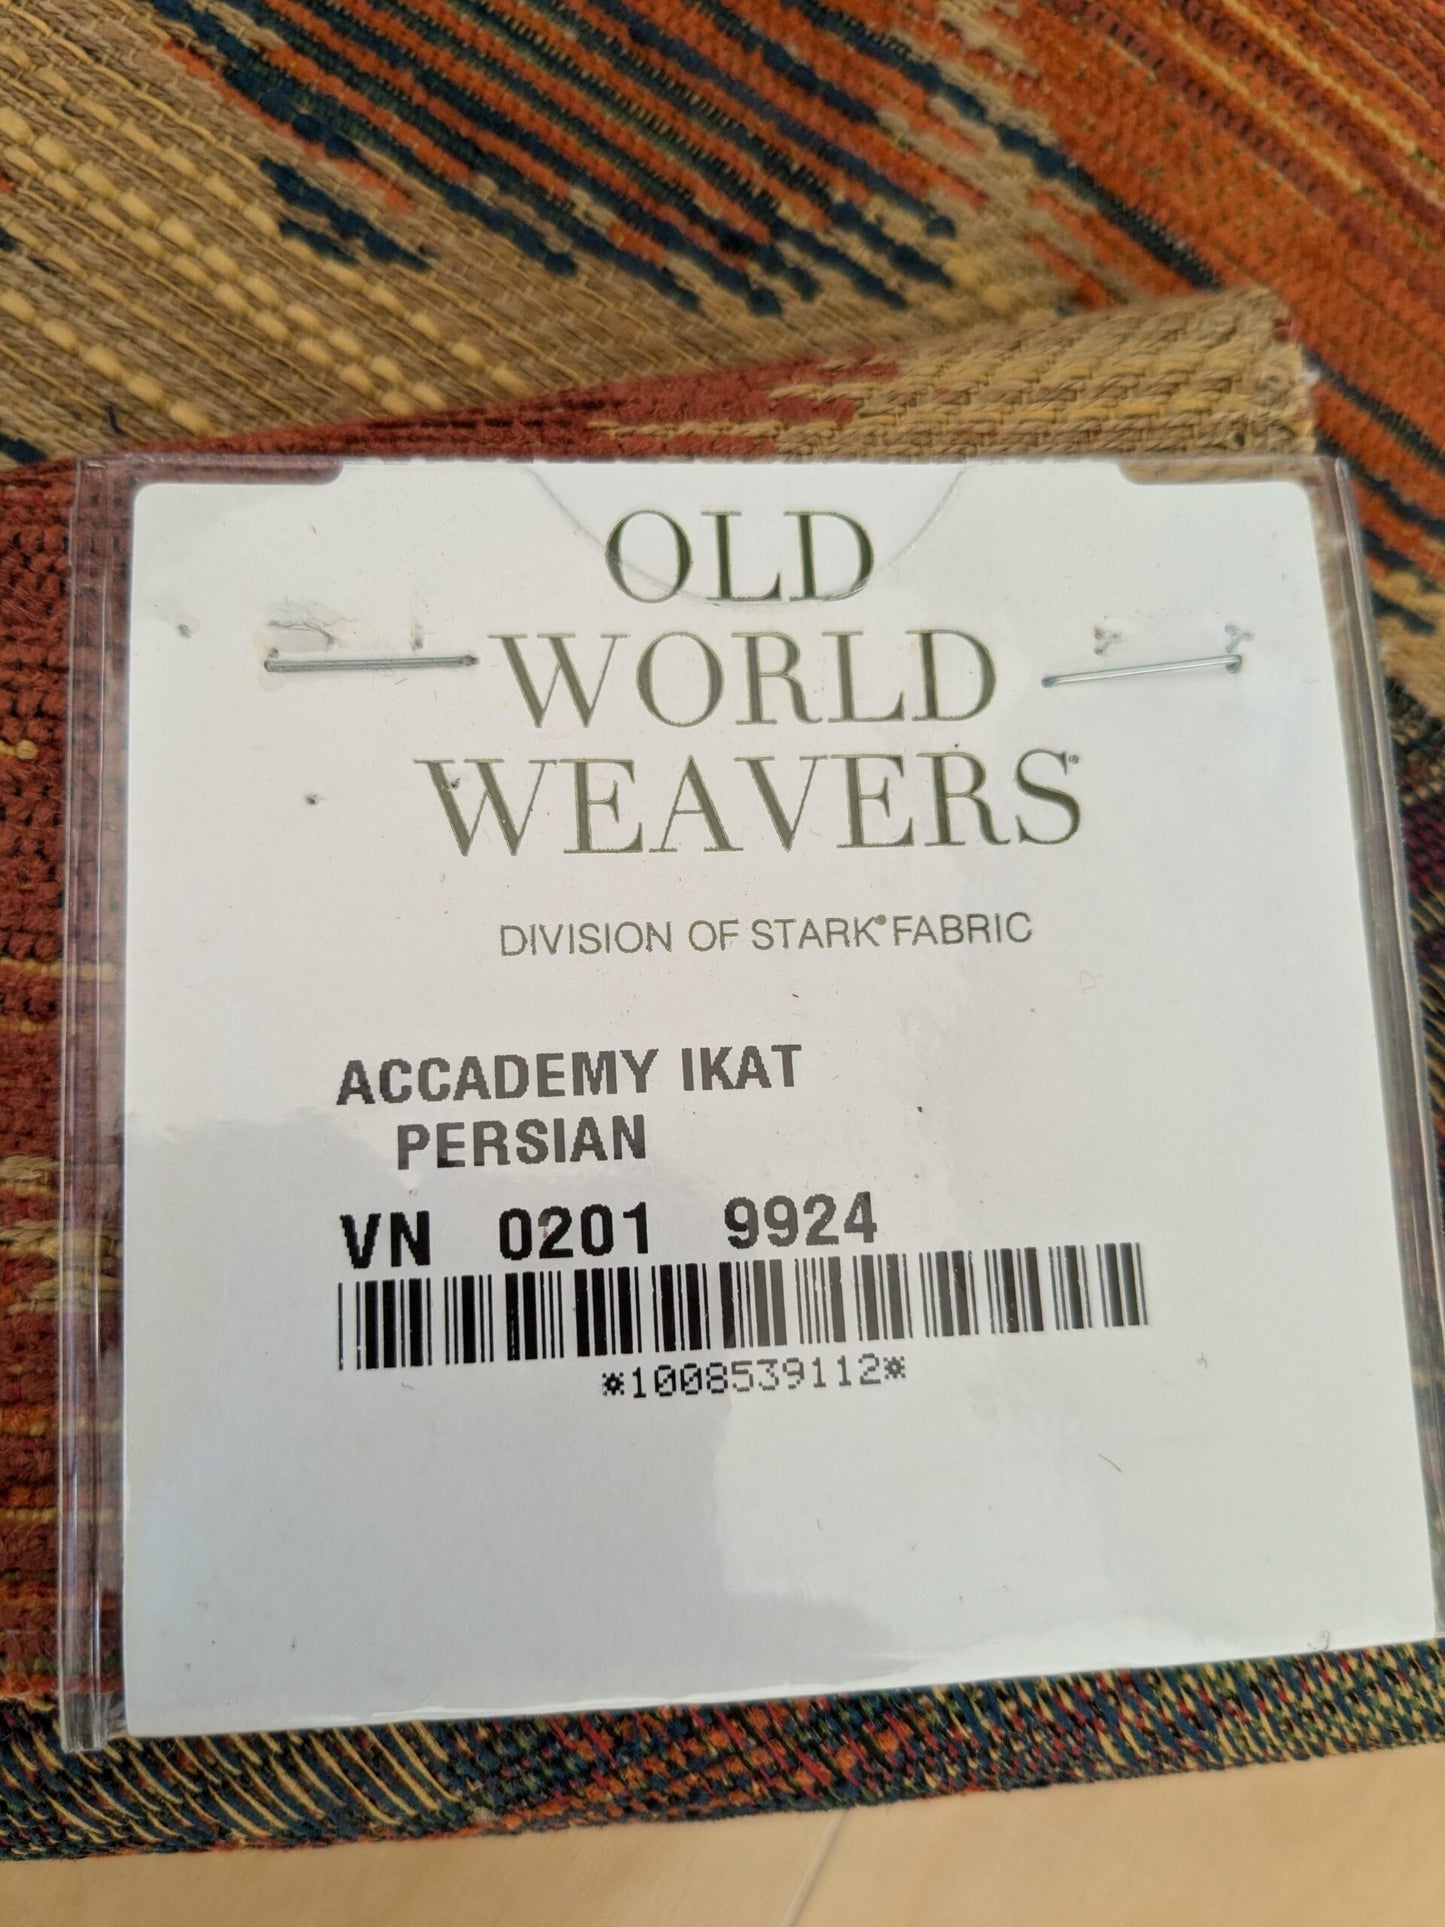 OLD
WORLD
WEAVERS®
DIVISION OF STARK® FABRIC
ACCADEMY IKAT
PERSIAN
VN 0201 9924
*1008539112*